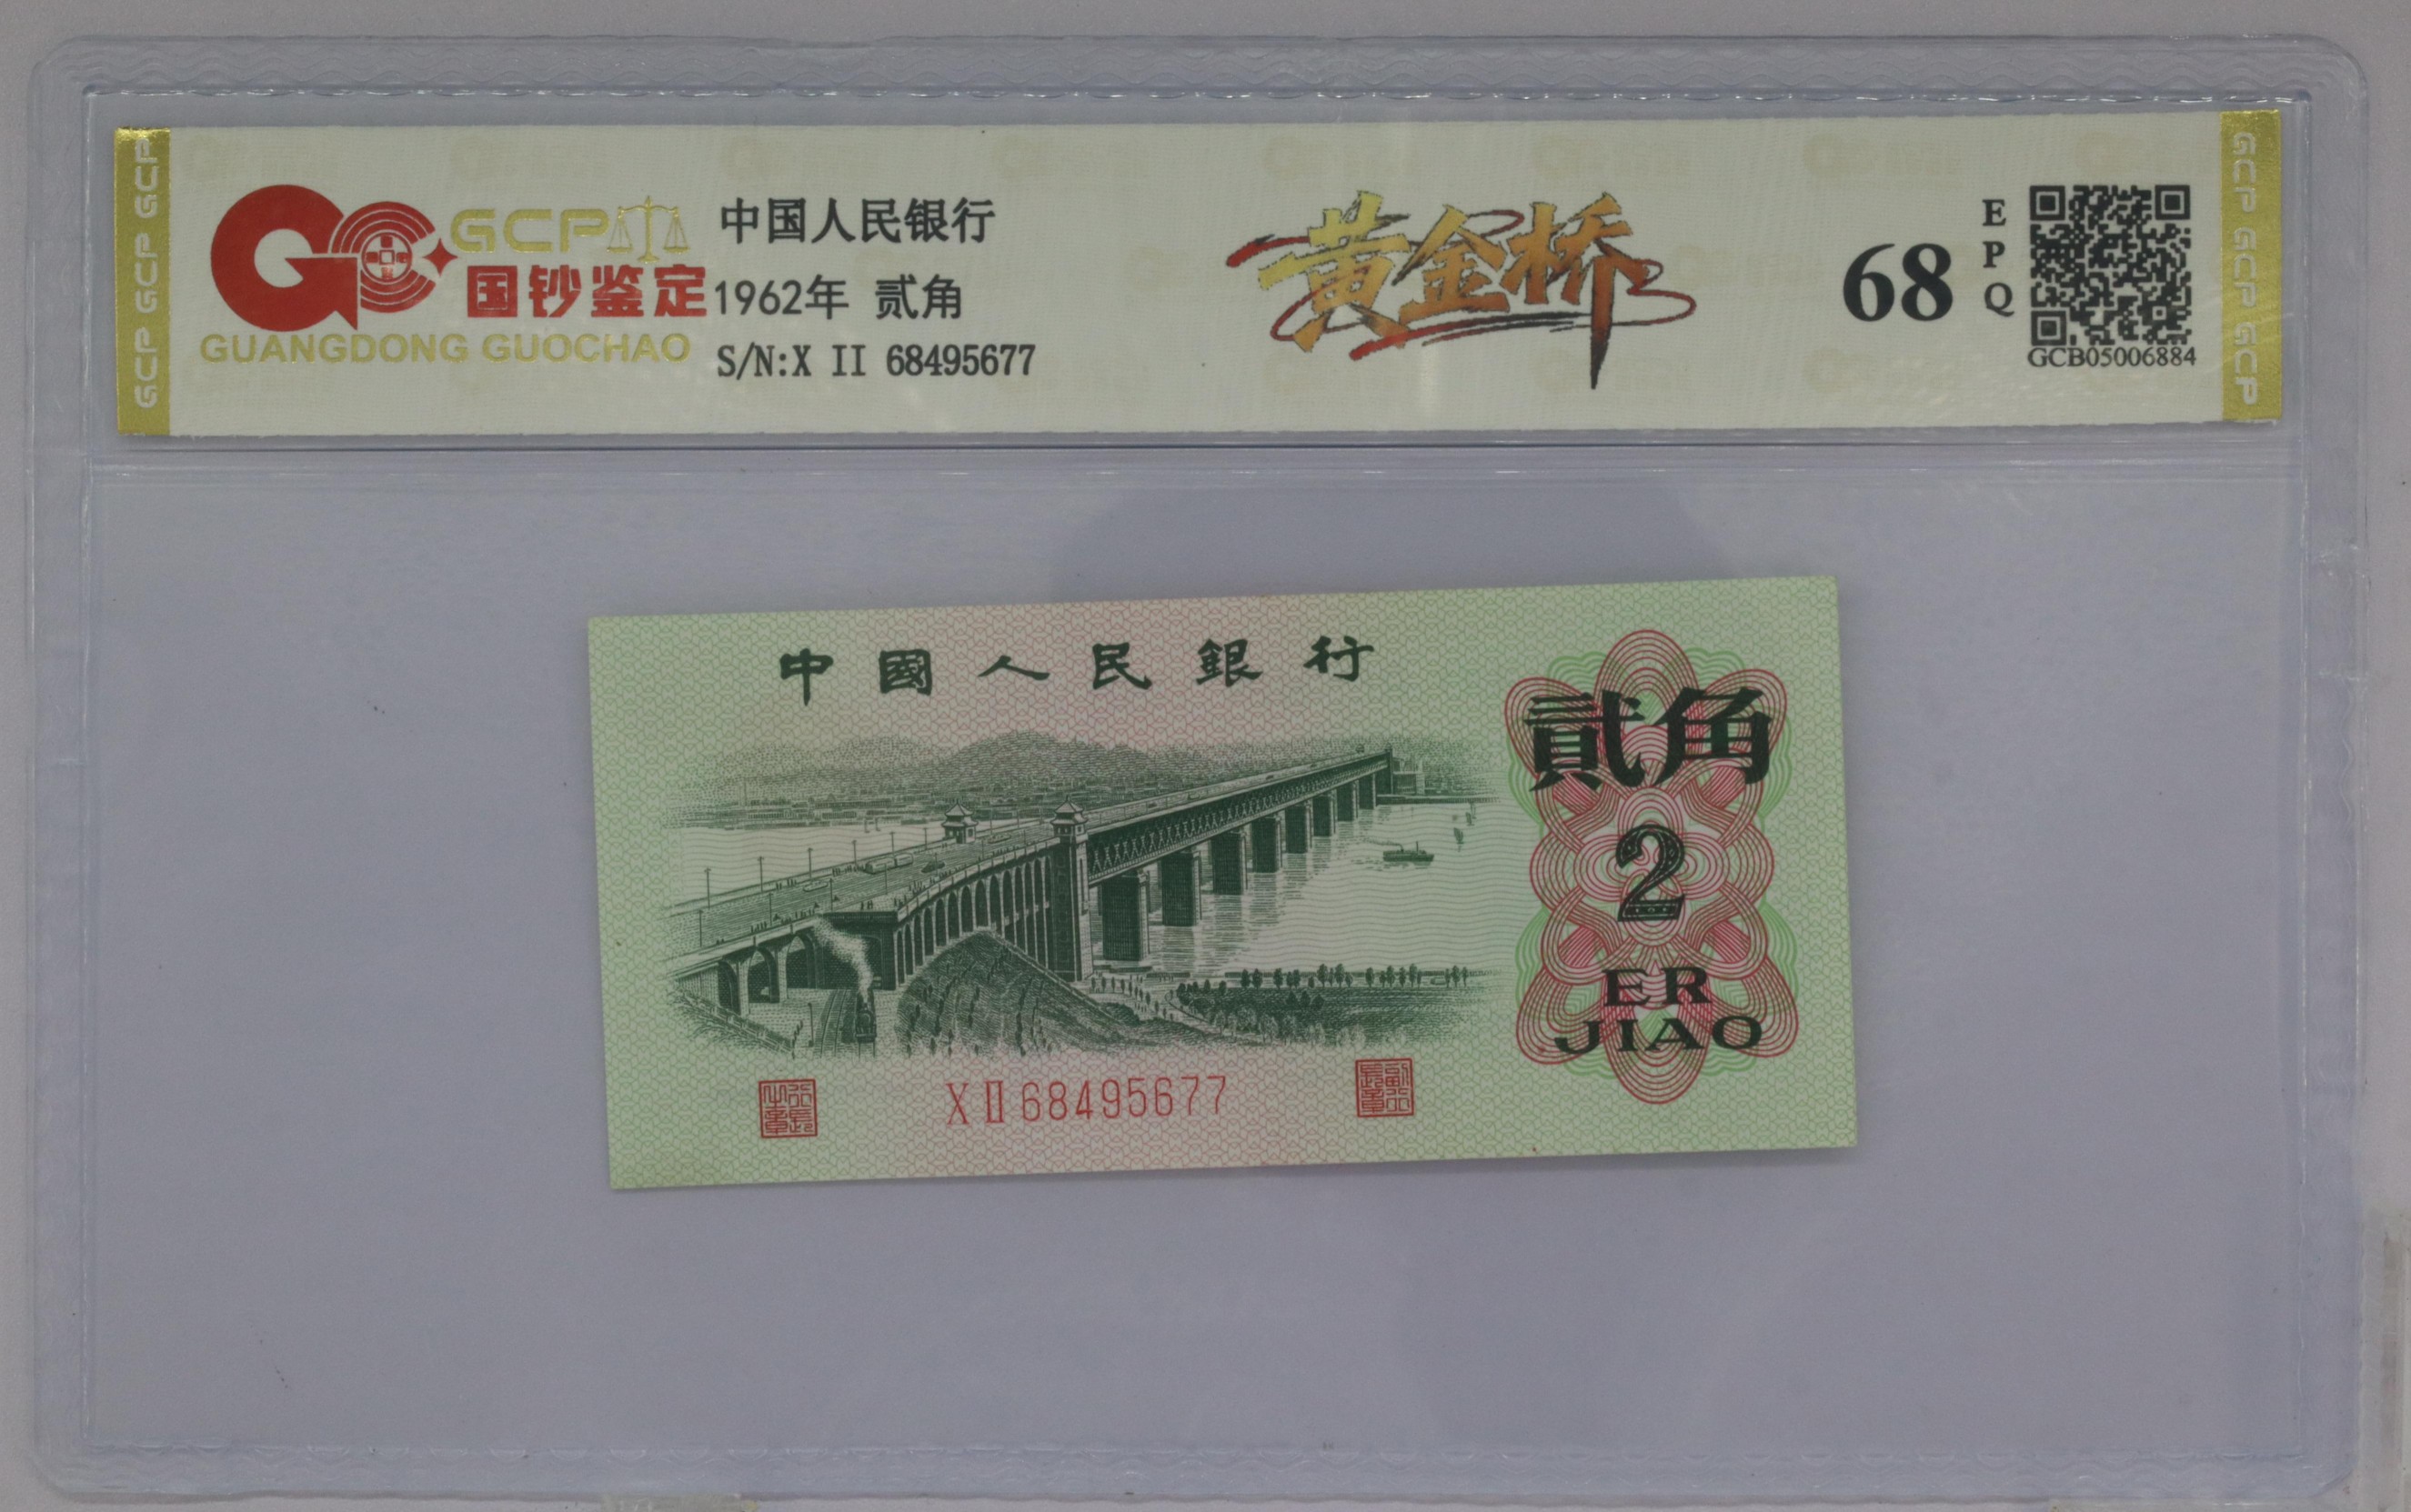 GCP GCP GCP
GCP
国钞鉴定
GUANGDONG GUOCHAO
中国人民银行
1962年 贰角
S/N:X II 68495677
黄金桥
68
EPQ
GCB05006884
GCP GCP GCP
中國人民銀行
貳角
2
ER
JIAO
XⅡ68495677